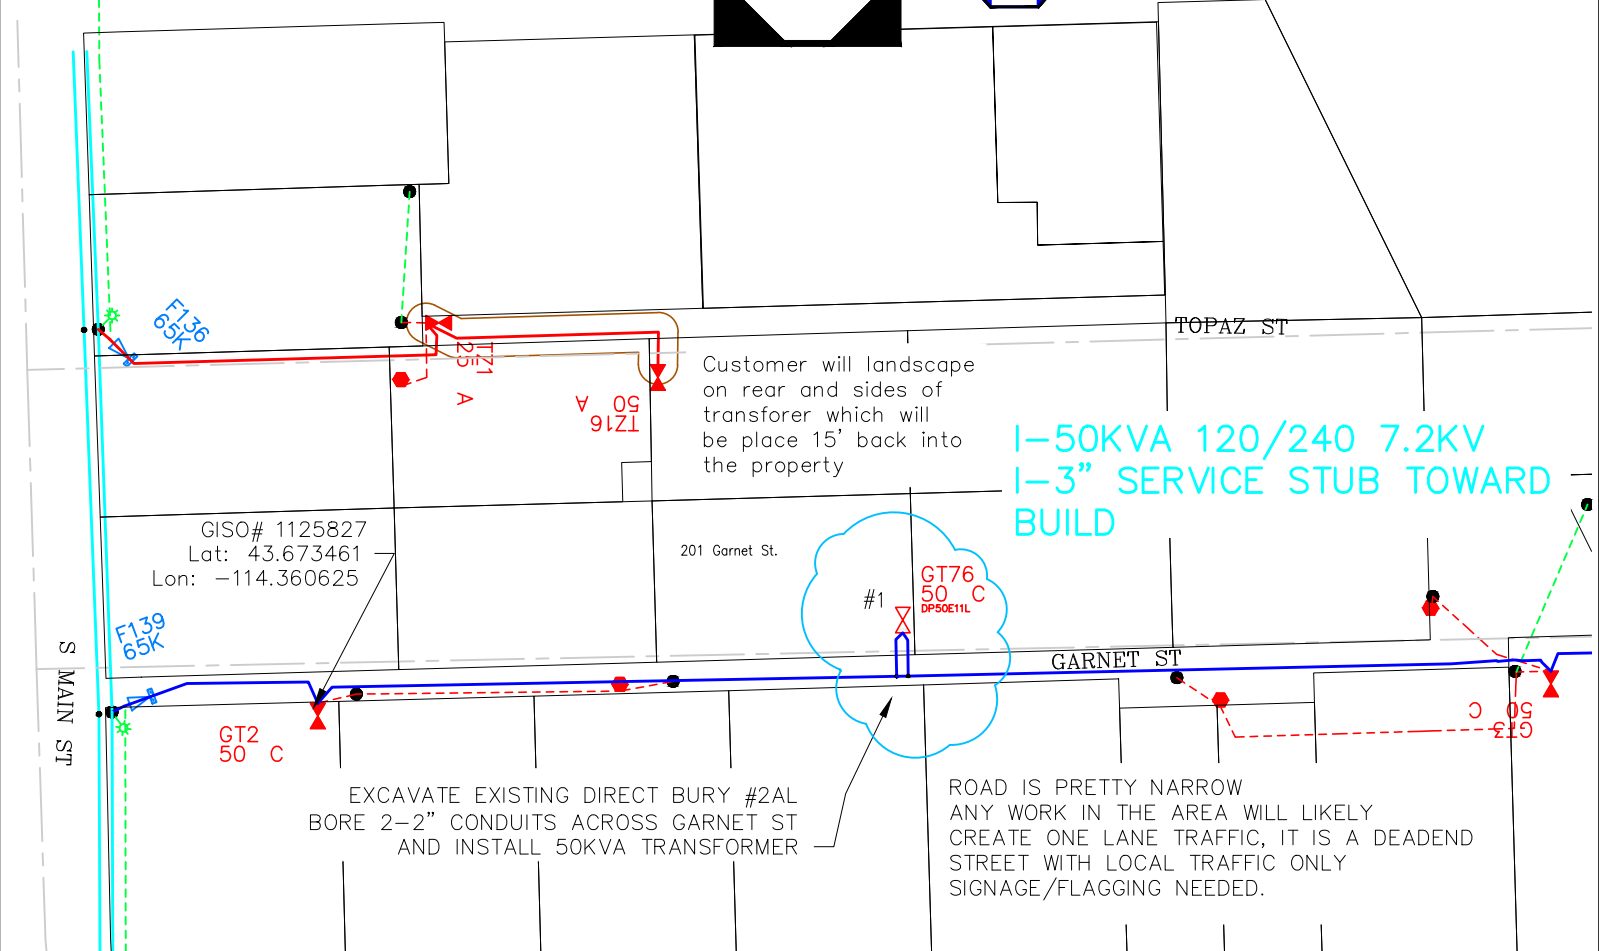 F136
65K
TOPAZ ST
TZ1
25 A
TZ16
50 A
Customer will landscape
on rear and sides of
transforer which will
be place 15' back into
the property
I-50KVA 120/240 7.2KV
I-3" SERVICE STUB TOWARD
BUILD
GISO# 1125827
Lat: 43.673461
Lon: -114.360625
201 Garnet St.
#1
GT76
50 C
DP50E11L
F139
65K
S MAIN ST
GARNET ST
GT2
50 C
GT3
50 C
EXCAVATE EXISTING DIRECT BURY #2AL
BORE 2-2" CONDUITS ACROSS GARNET ST
AND INSTALL 50KVA TRANSFORMER
ROAD IS PRETTY NARROW
ANY WORK IN THE AREA WILL LIKELY
CREATE ONE LANE TRAFFIC, IT IS A DEADEND
STREET WITH LOCAL TRAFFIC ONLY
SIGNAGE/FLAGGING NEEDED.